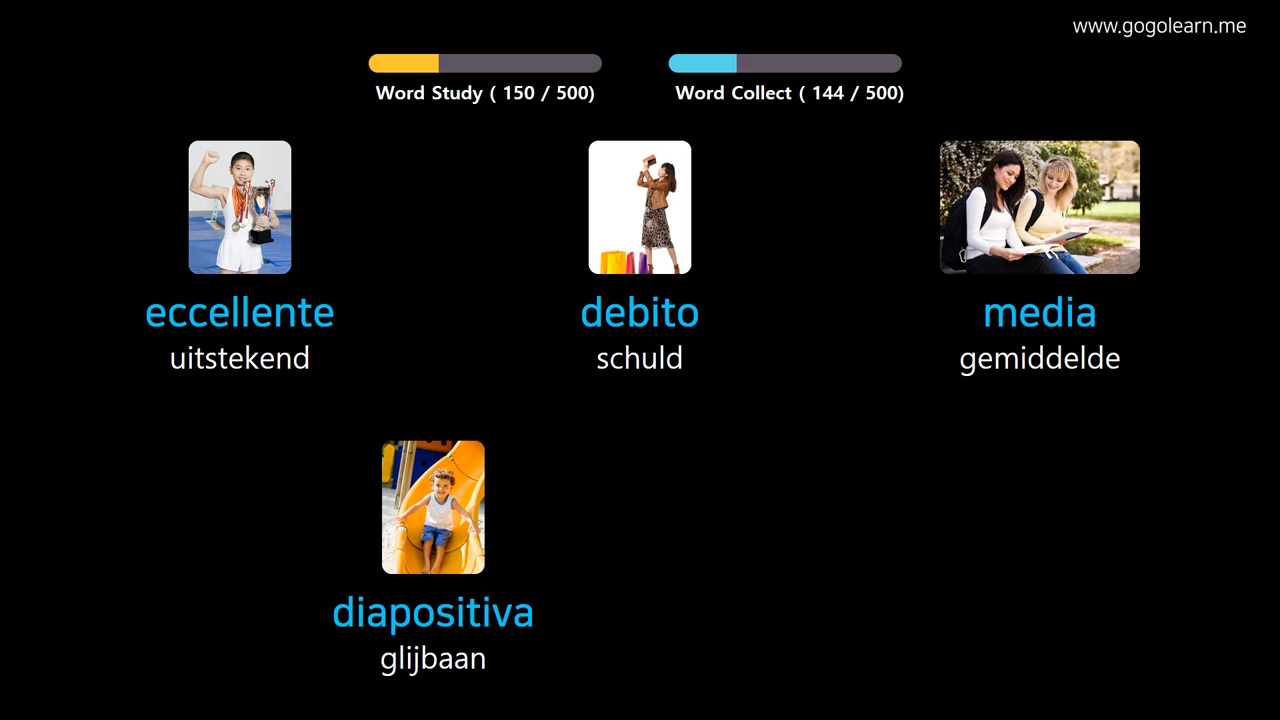 www.gogolearn.me
Word Study ( 150 / 500)
Word Collect ( 144 / 500)
eccellente
uitstekend
debito
schuld
media
gemiddelde
diapositiva
glijbaan